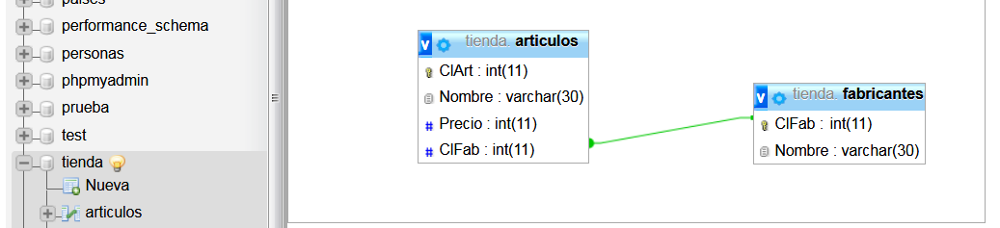 paises
performance_schema
personas
phpmyadmin
prueba
test
tienda
Nueva
articulos
v tienda. articulos
ClArt : int(11)
Nombre : varchar(30)
# Precio : int(11)
# ClFab : int(11)
v tienda. fabricantes
ClFab : int(11)
Nombre : varchar(30)